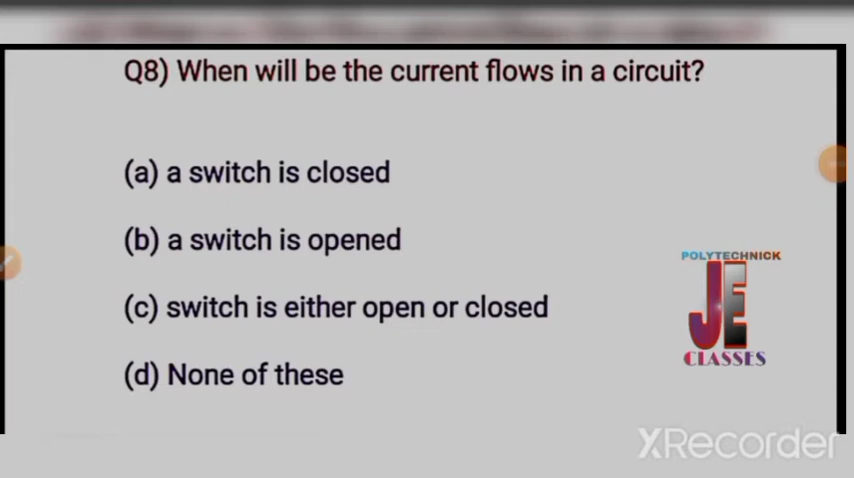 Q8) When will be the current flows in a circuit?
(a) a switch is closed
(b) a switch is opened
(c) switch is either open or closed
(d) None of these
POLYTECHNICK
JE
CLASSES
XRecorder